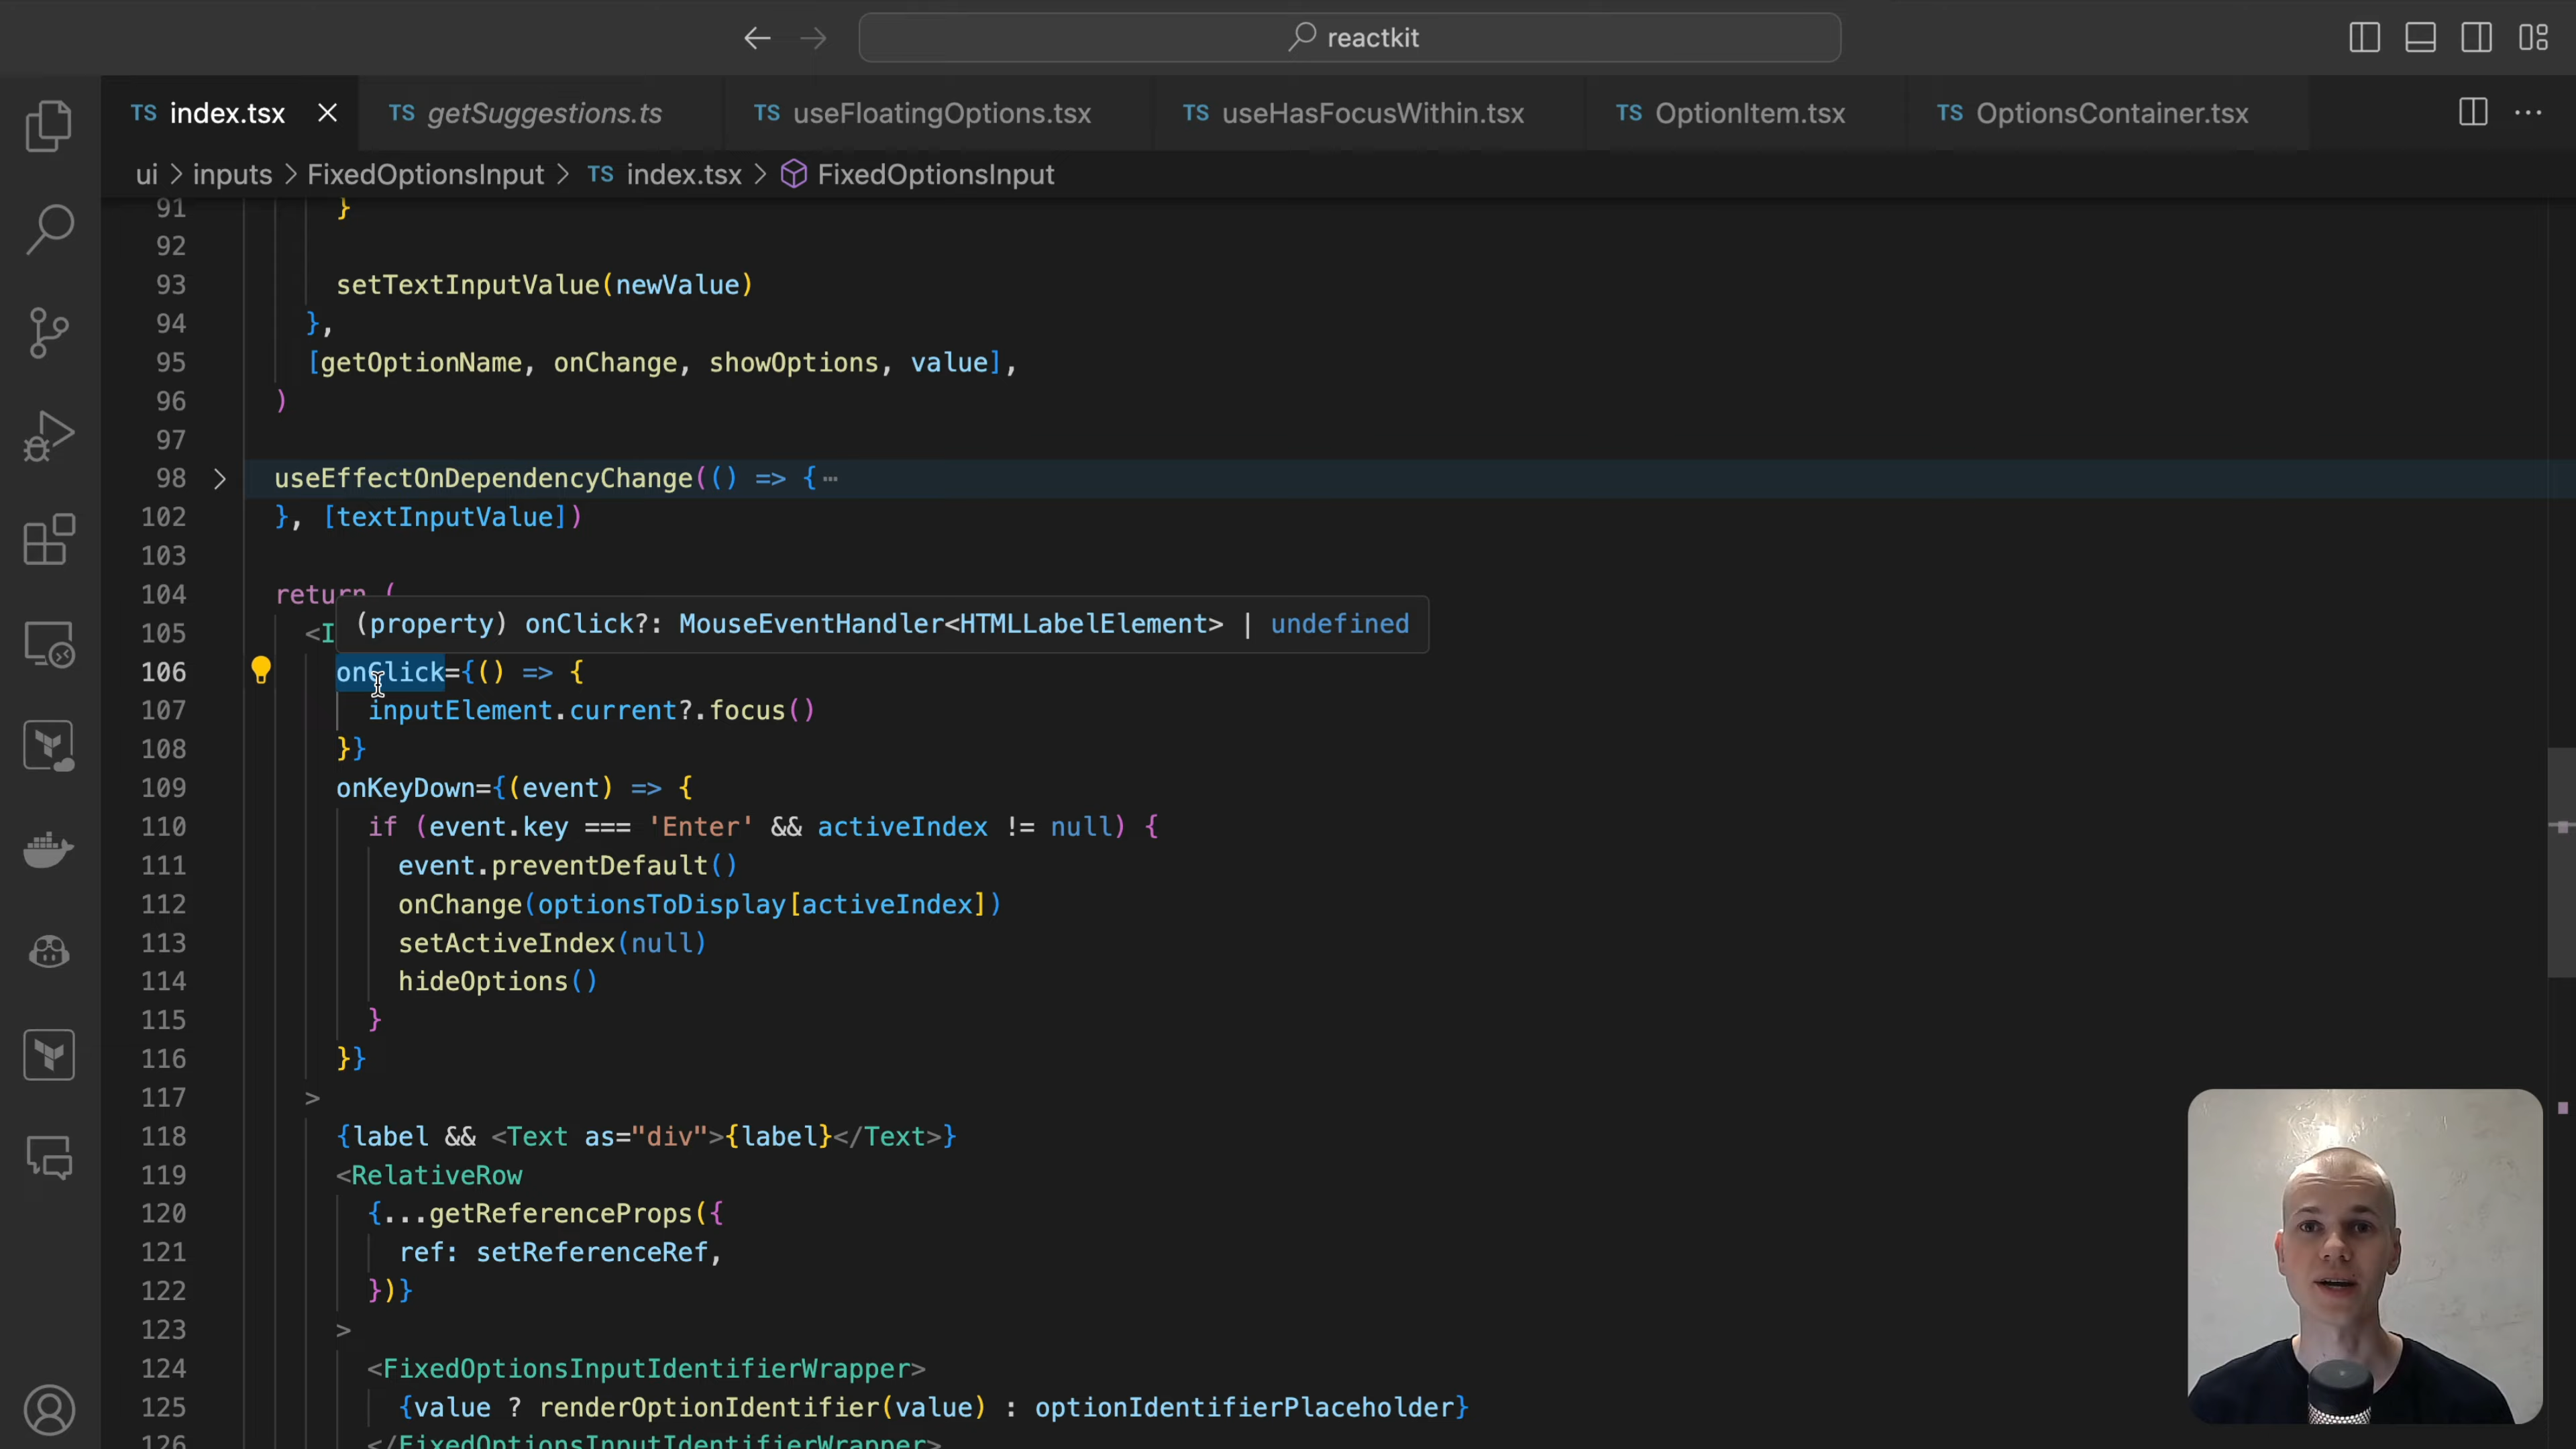 reactkit
TS index.tsx
TS getSuggestions.ts
TS useFloatingOptions.tsx
TS useHasFocusWithin.tsx
TS OptionItem.tsx
TS OptionsContainer.tsx
ui > inputs > FixedOptionsInput > TS index.tsx > FixedOptionsInput
91 }
92
93 setTextInputValue(newValue)
94 },
95 [getOptionName, onChange, showOptions, value],
96 )
97
98 useEffectOnDependencyChange(() => {⋯
102 }, [textInputValue])
103
104 return (
(property) onClick?: MouseEventHandler<HTMLLabelElement> | undefined
105 <I
106 onClick={() => {
107 inputElement.current?.focus()
108 }}
109 onKeyDown={(event) => {
110 if (event.key === 'Enter' && activeIndex != null) {
111 event.preventDefault()
112 onChange(optionsToDisplay[activeIndex])
113 setActiveIndex(null)
114 hideOptions()
115 }
116 }}
117 >
118 {label && <Text as="div">{label}</Text>}
119 <RelativeRow
120 {...getReferenceProps({
121 ref: setReferenceRef,
122 })}
123 >
124 <FixedOptionsInputIdentifierWrapper>
125 {value ? renderOptionIdentifier(value) : optionIdentifierPlaceholder}
126 </FixedOptionsInputIdentifierWrapper>